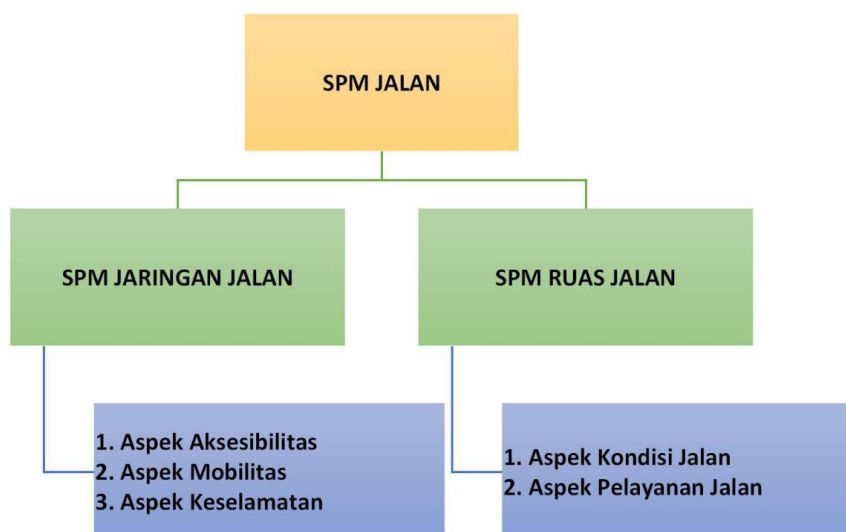 SPM JALAN
SPM JARINGAN JALAN
SPM RUAS JALAN
1. Aspek Aksesibilitas
2. Aspek Mobilitas
3. Aspek Keselamatan
1. Aspek Kondisi Jalan
2. Aspek Pelayanan Jalan